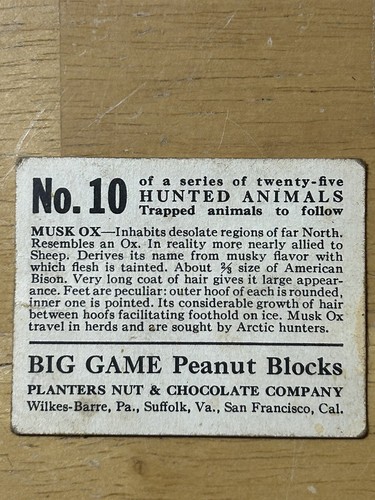 No. 10
of a series of twenty-five
HUNTED ANIMALS
Trapped animals to follow
MUSK OX—Inhabits desolate regions of far North.
Resembles an Ox. In reality more nearly allied to
Sheep. Derives its name from musky flavor with
which flesh is tainted. About ⅔ size of American
Bison. Very long coat of hair gives it large appear-
ance. Feet are peculiar: outer hoof of each is rounded,
inner one is pointed. Its considerable growth of hair
between hoofs facilitating foothold on ice. Musk Ox
travel in herds and are sought by Arctic hunters.
BIG GAME Peanut Blocks
PLANTERS NUT & CHOCOLATE COMPANY
Wilkes-Barre, Pa., Suffolk, Va., San Francisco, Cal.